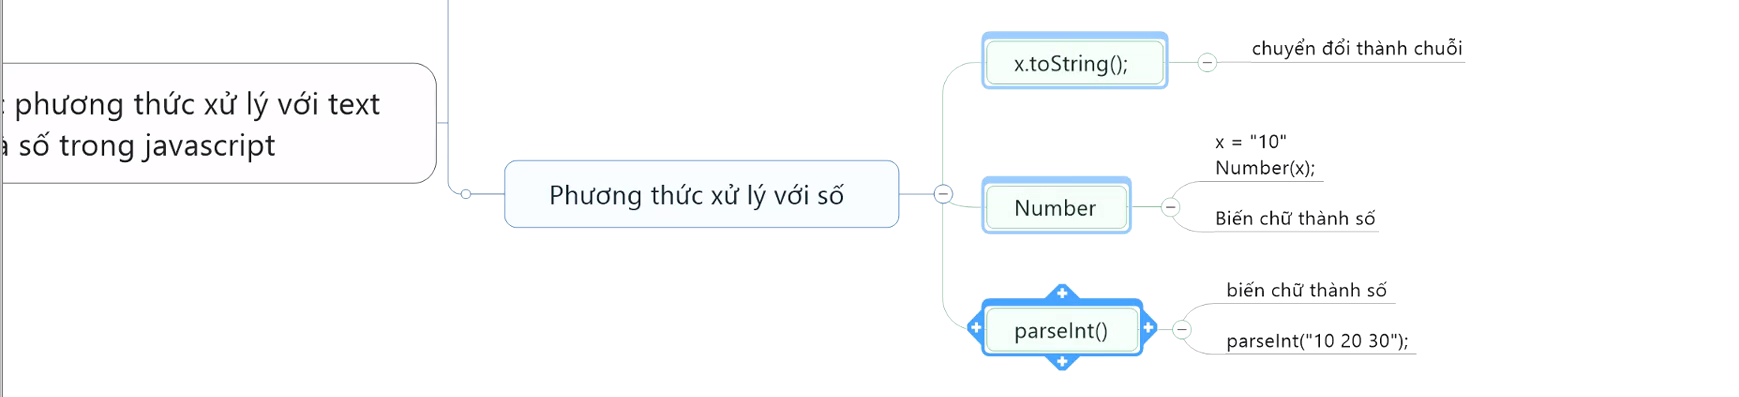 phương thức xử lý với text
số trong javascript
Phương thức xử lý với số
x.toString();
chuyển đổi thành chuỗi
Number
x = "10"
Number(x);
Biến chữ thành số
parseInt()
biến chữ thành số
parseInt("10 20 30");